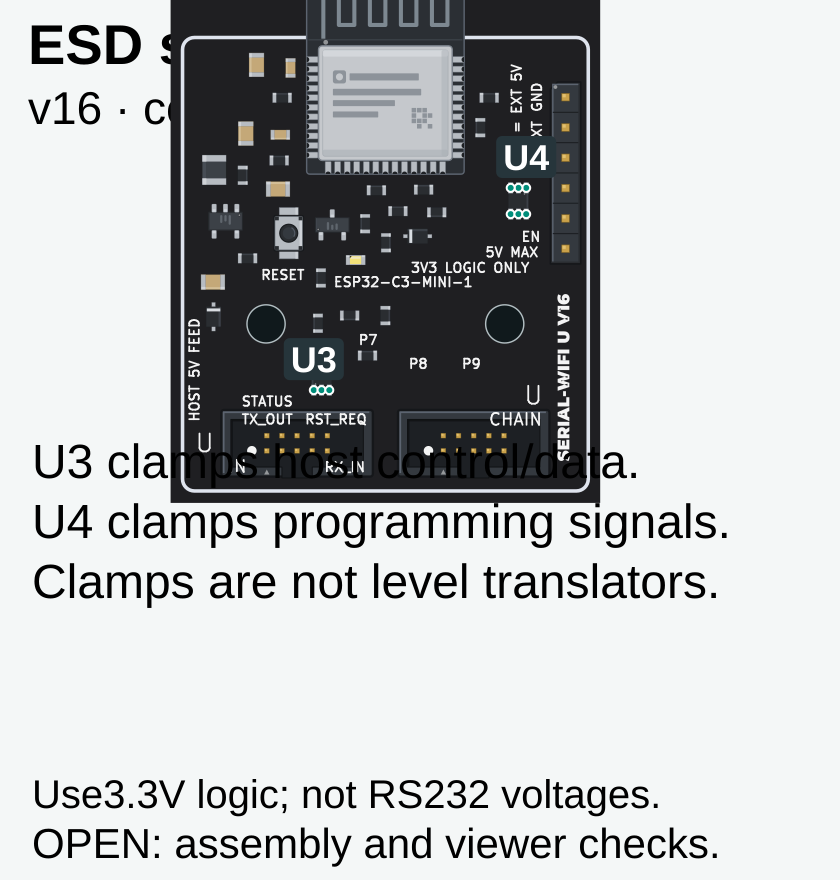 ESD
v16 ·
= EXT 5V
GND
U4
EN
5V MAX
3V3 LOGIC ONLY
RESET
ESP32-C3-MINI-1
HOST 5V FEED
P7
U3
P8 P9
SERIAL-WIFI U V16
STATUS
U
TX_OUT RST_REQ
CHAIN
U
RX_IN
U3 clamps host control/data.
U4 clamps programming signals.
Clamps are not level translators.
Use3.3V logic; not RS232 voltages.
OPEN: assembly and viewer checks.